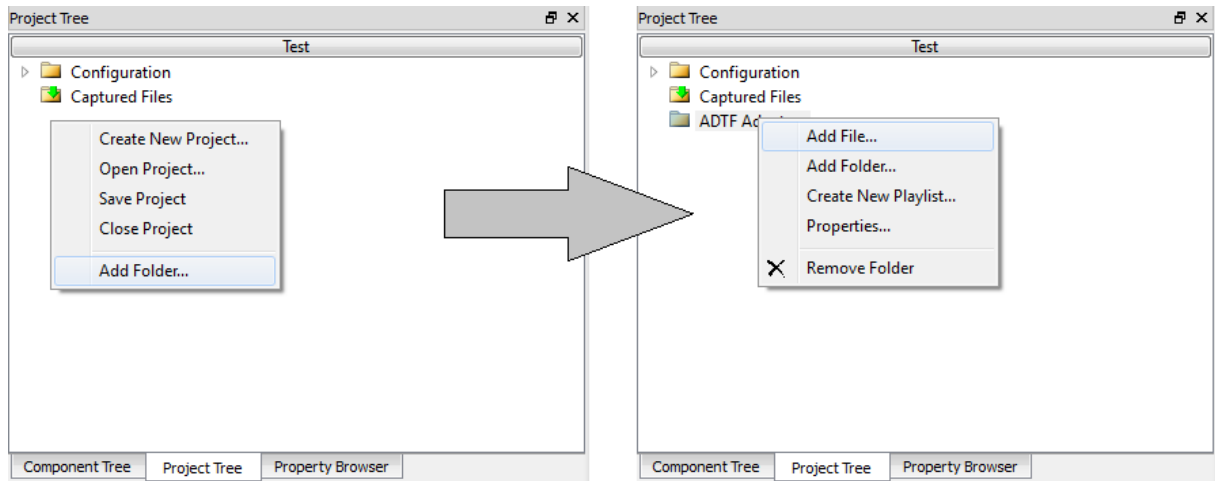 Project Tree
Test
Configuration
Captured Files
Create New Project...
Open Project...
Save Project
Close Project
Add Folder...
Component Tree
Project Tree
Property Browser
Project Tree
Test
Configuration
Captured Files
ADTF
Add File...
Add Folder...
Create New Playlist...
Properties...
Remove Folder
Component Tree
Project Tree
Property Browser